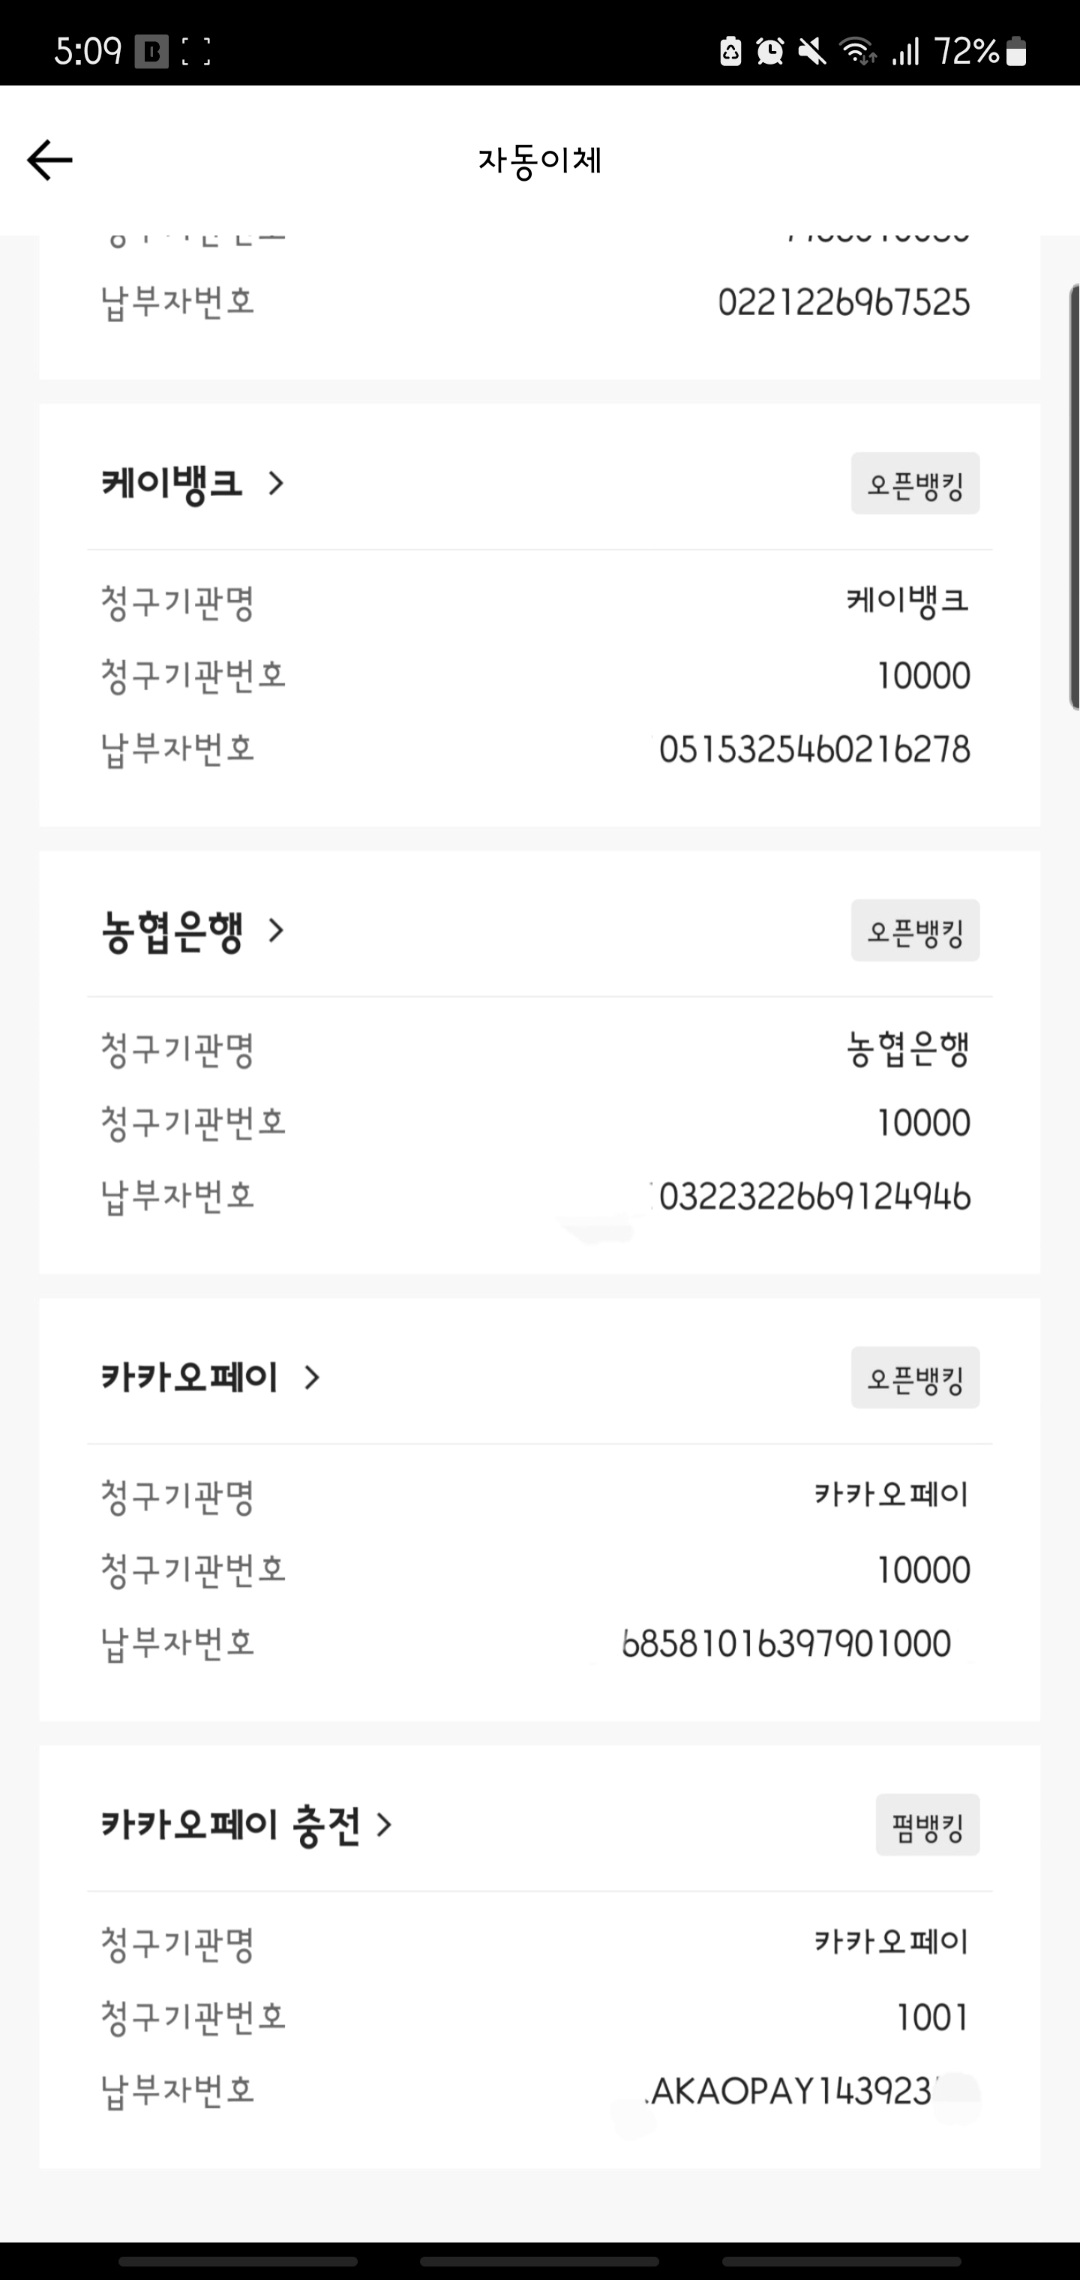 5:09
72%
자동이체
납부자번호 0221226967525
케이뱅크 > 오픈뱅킹
청구기관명 케이뱅크
청구기관번호 10000
납부자번호 0515325460216278
농협은행 > 오픈뱅킹
청구기관명 농협은행
청구기관번호 10000
납부자번호 0322322669124946
카카오페이 > 오픈뱅킹
청구기관명 카카오페이
청구기관번호 10000
납부자번호 68581016397901000
카카오페이 충전 > 펌뱅킹
청구기관명 카카오페이
청구기관번호 1001
납부자번호 AKAOPAY143923